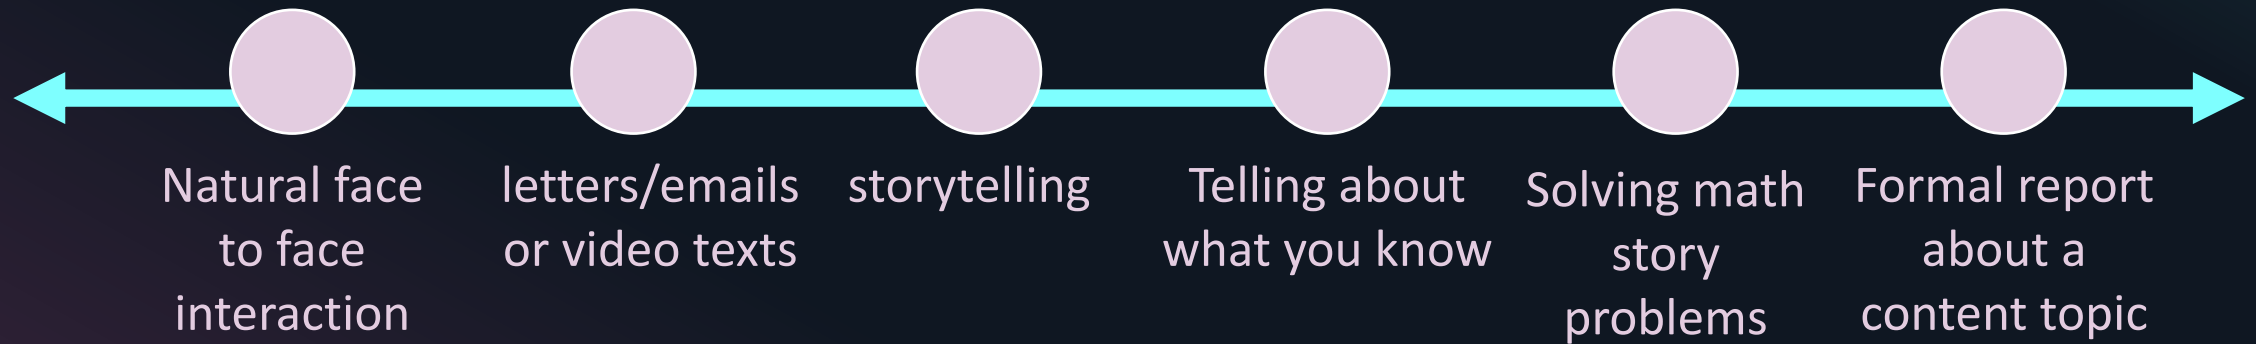 Natural face
to face
interaction
letters/emails
or video texts
storytelling
Telling about
what you know
Solving math
story
problems
Formal report
about a
content topic